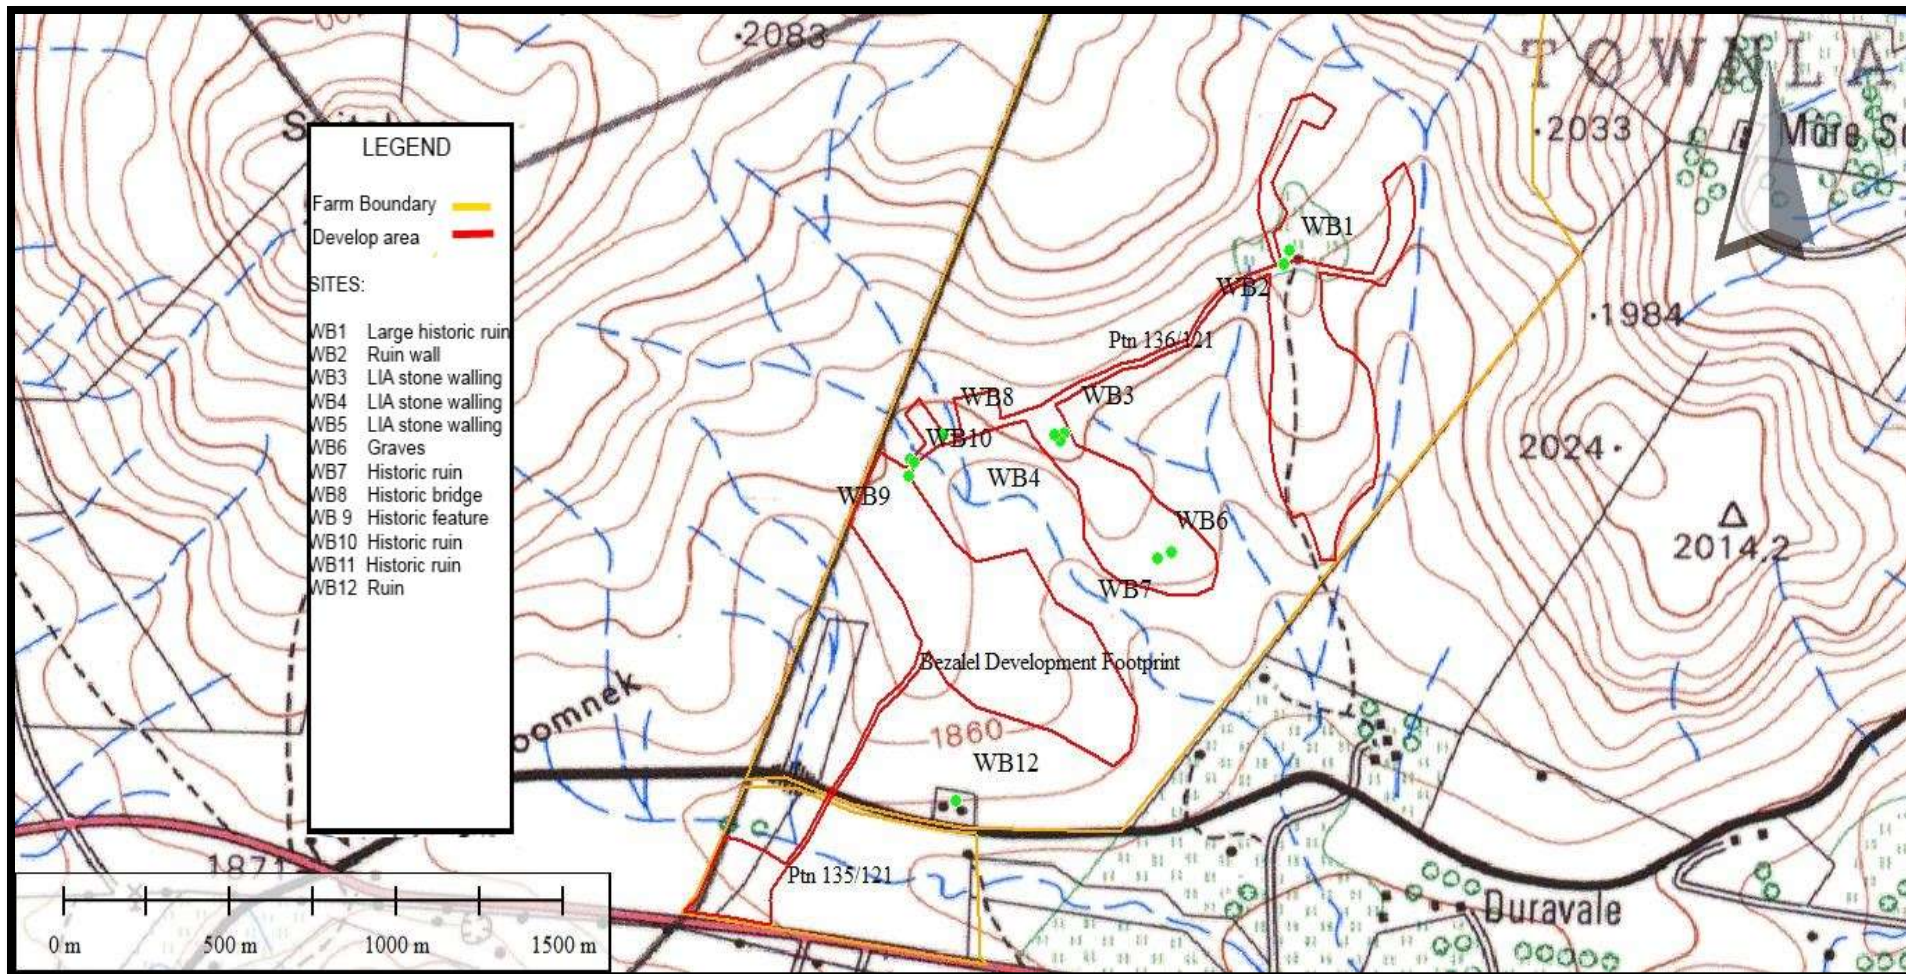 ·2083
TOWNLA
LEGEND
Farm Boundary
Develop area
SITES:
WB1 Large historic ruin
WB2 Ruin wall
WB3 LIA stone walling
WB4 LIA stone walling
WB5 LIA stone walling
WB6 Graves
WB7 Historic ruin
WB8 Historic bridge
WB 9 Historic feature
WB10 Historic ruin
WB11 Historic ruin
WB12 Ruin
·2033
WB1
WB2
·1984
Ptn 136/121
WB8
WB3
WB10
2024·
WB4
WB9
WB6
2014,2
WB7
Bezalel Development Footprint
oomnek
1860
WB12
1871
Ptn 135/121
Duravale
0 m 500 m 1000 m 1500 m